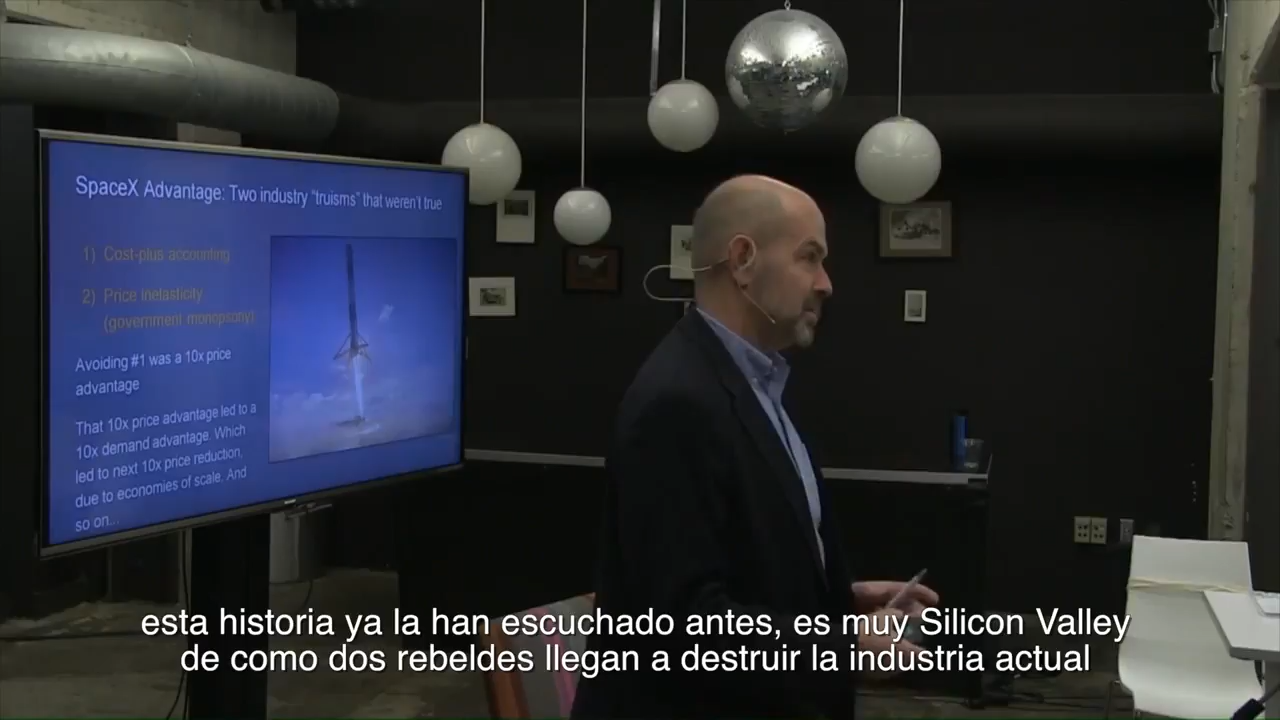 SpaceX Advantage: Two industry “truisms” that weren't true
1) Cost-plus accounting
2) Price inelasticity
(government monopsony)
Avoiding #1 was a 10x price
advantage
That 10x price advantage led to a
10x demand advantage. Which
led to next 10x price reduction,
due to economies of scale. And
so on...
esta historia ya la han escuchado antes, es muy Silicon Valley
de como dos rebeldes llegan a destruir la industria actual